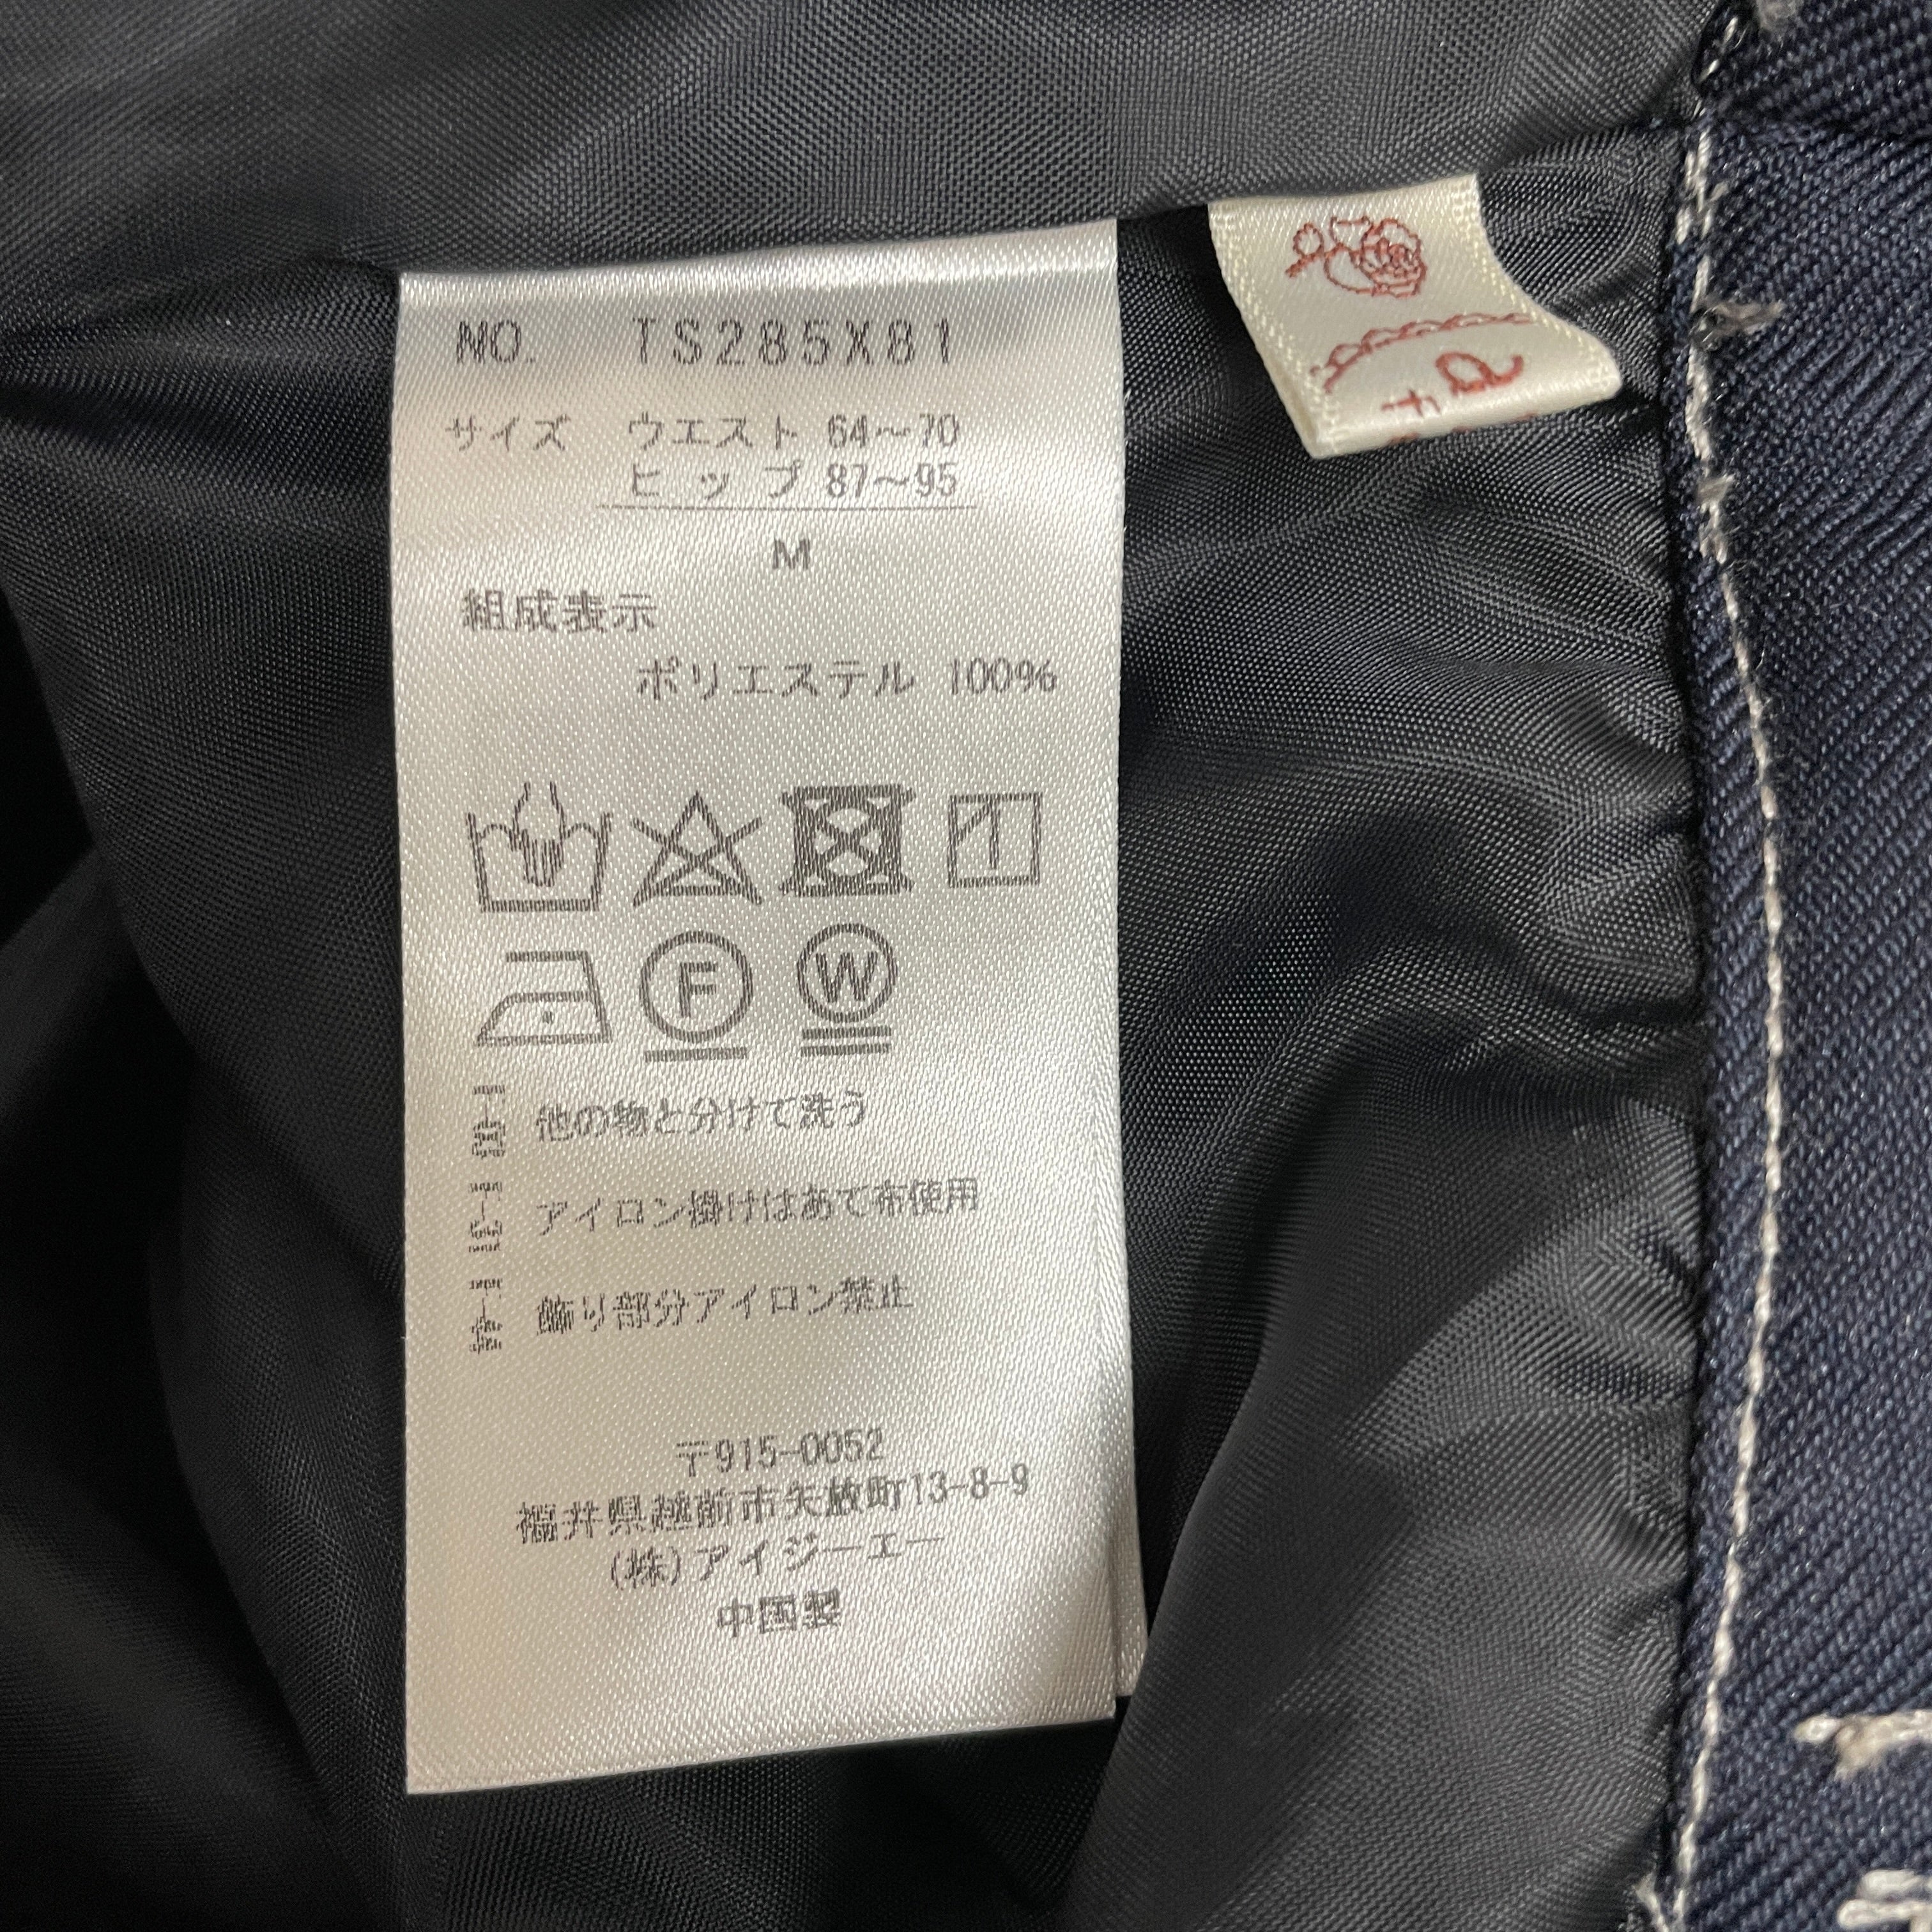 NO. TS285X81
サイズ ウエスト 64～70
ヒップ 87～95
M
組成表示
ポリエステル 100%
F W
他の物と分けて洗う
アイロン掛けはあて布使用
飾り部分アイロン禁止
〒915-0052
福井県越前市矢放町13-8-9
(株)アイジーエー
中国製